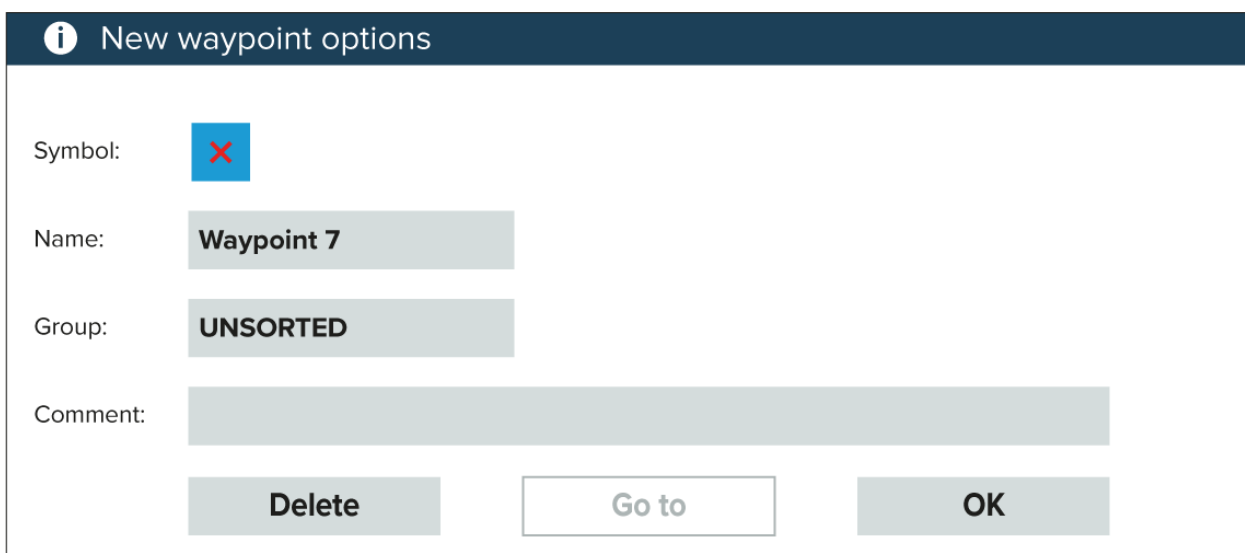 New waypoint options
Symbol:
Name: Waypoint 7
Group: UNSORTED
Comment:
Delete Go to OK